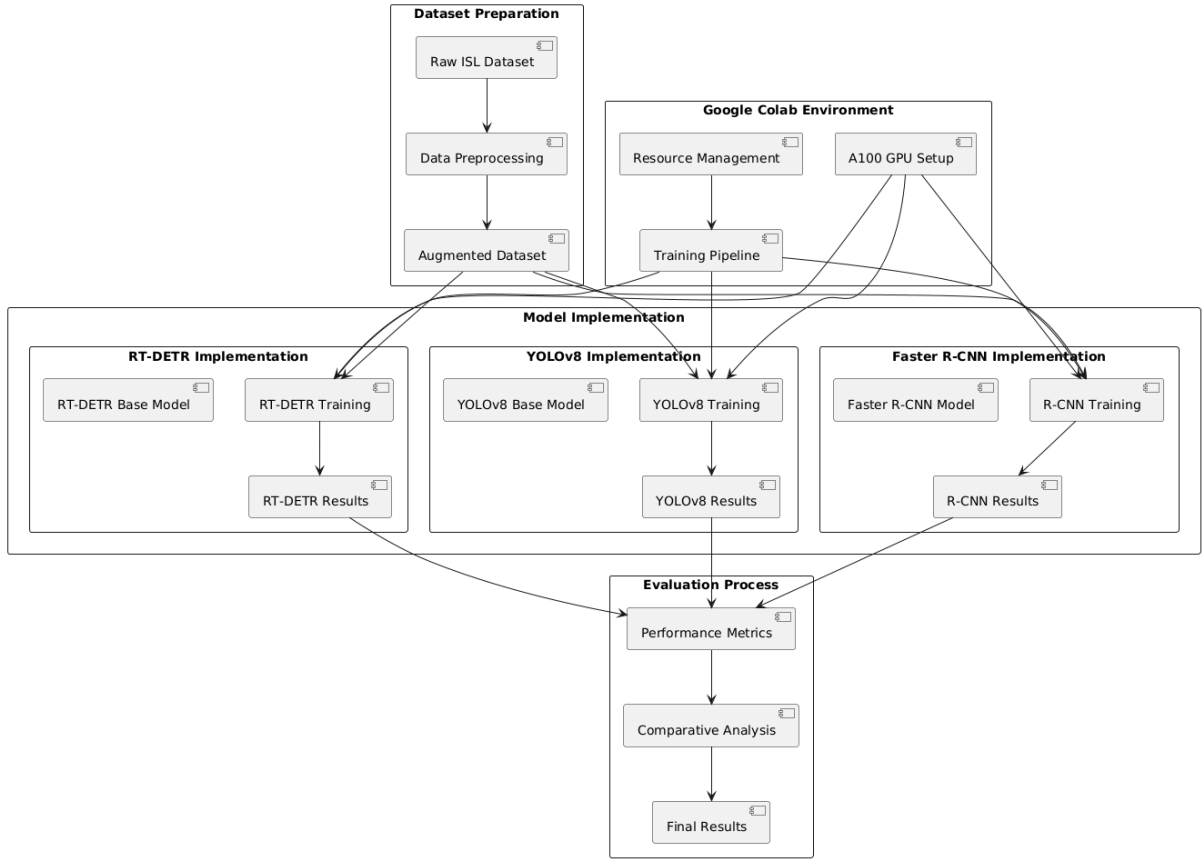 Dataset Preparation
Raw ISL Dataset
Data Preprocessing
Augmented Dataset
Google Colab Environment
Resource Management
A100 GPU Setup
Training Pipeline
Model Implementation
RT-DETR Implementation
RT-DETR Base Model
RT-DETR Training
RT-DETR Results
YOLOv8 Implementation
YOLOv8 Base Model
YOLOv8 Training
YOLOv8 Results
Faster R-CNN Implementation
Faster R-CNN Model
R-CNN Training
R-CNN Results
Evaluation Process
Performance Metrics
Comparative Analysis
Final Results